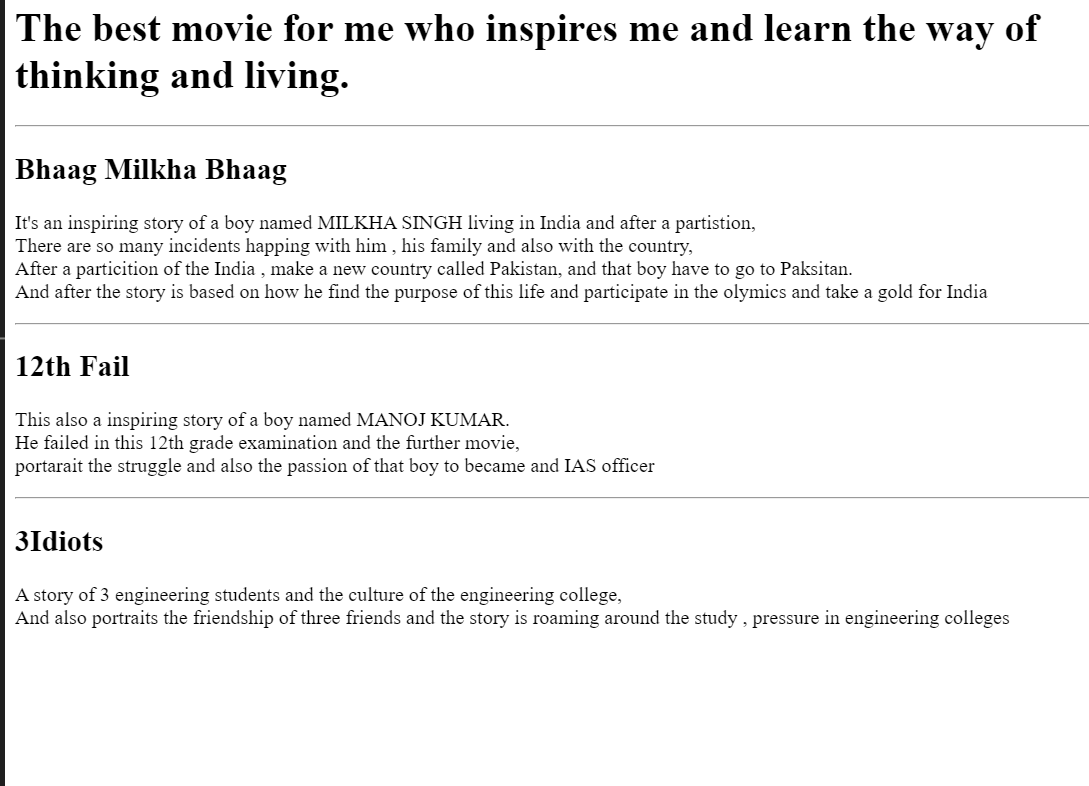 The best movie for me who inspires me and learn the way of
thinking and living.
Bhaag Milkha Bhaag
It's an inspiring story of a boy named MILKHA SINGH living in India and after a partistion,
There are so many incidents happing with him , his family and also with the country,
After a particition of the India , make a new country called Pakistan, and that boy have to go to Paksitan.
And after the story is based on how he find the purpose of this life and participate in the olymics and take a gold for India
12th Fail
This also a inspiring story of a boy named MANOJ KUMAR.
He failed in this 12th grade examination and the further movie,
portarait the struggle and also the passion of that boy to became and IAS officer
3Idiots
A story of 3 engineering students and the culture of the engineering college,
And also portraits the friendship of three friends and the story is roaming around the study , pressure in engineering colleges